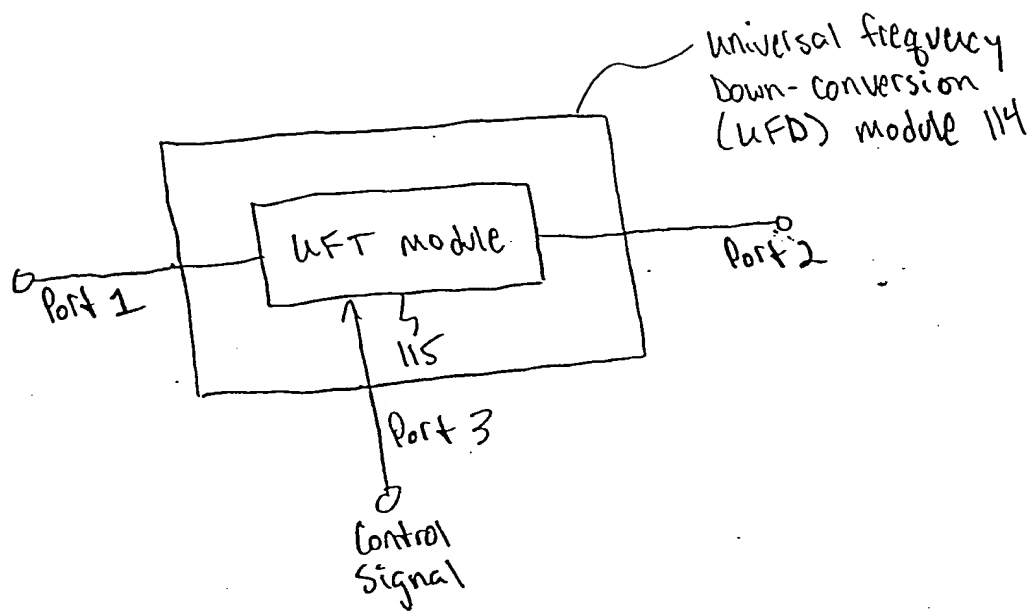 universal frequency
Down-conversion
(UFD) module 114
UFT module
Port 1
Port 2
115
Port 3
Control
Signal